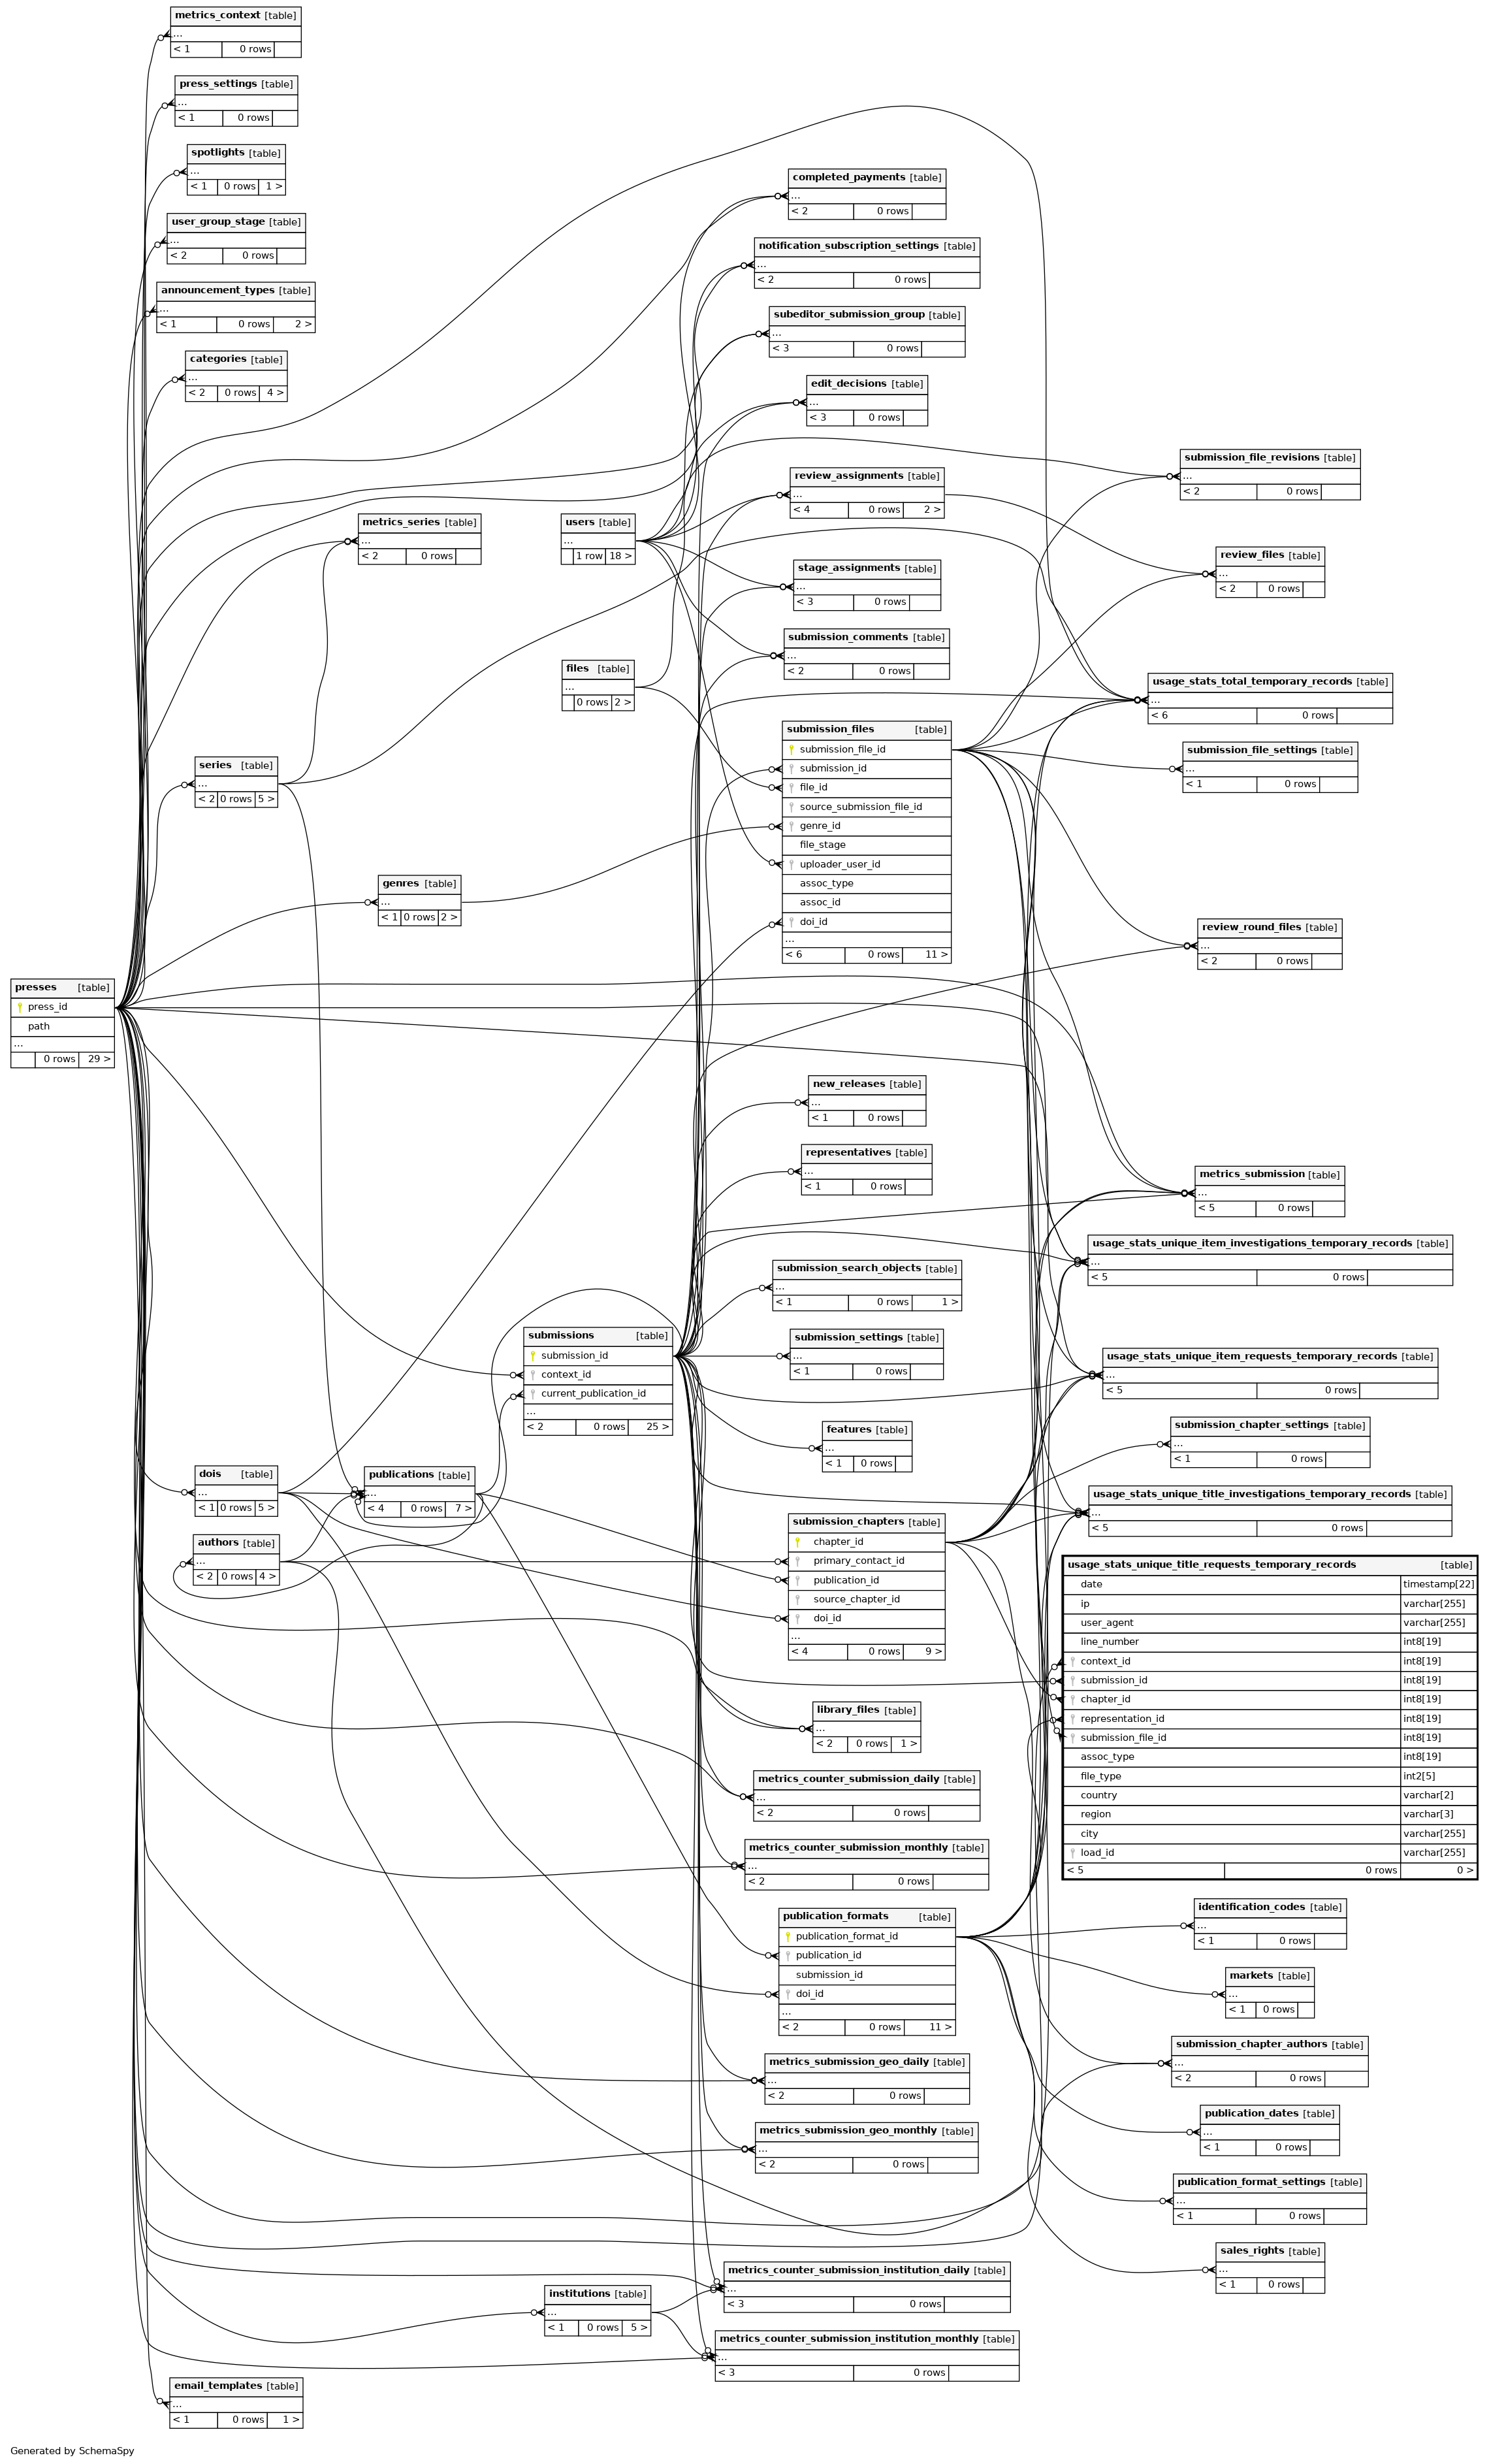 metrics_context [table]
...
< 1 0 rows
press_settings [table]
...
< 1 0 rows
spotlights [table]
...
< 1 0 rows 1 >
user_group_stage [table]
...
< 2 0 rows
announcement_types [table]
...
< 1 0 rows 2 >
categories [table]
...
< 2 0 rows 4 >
metrics_series [table]
...
< 2 0 rows
users [table]
...
1 row 18 >
files [table]
...
0 rows 2 >
series [table]
...
< 2 0 rows 5 >
genres [table]
...
< 1 0 rows 2 >
presses [table]
press_id
path
...
0 rows 29 >
submissions [table]
submission_id
context_id
current_publication_id
...
< 2 0 rows 25 >
dois [table]
...
< 1 0 rows 5 >
publications [table]
...
< 4 0 rows 7 >
authors [table]
...
< 2 0 rows 4 >
institutions [table]
...
< 1 0 rows 5 >
email_templates [table]
...
< 1 0 rows 1 >
completed_payments [table]
...
< 2 0 rows
notification_subscription_settings [table]
...
< 2 0 rows
subeditor_submission_group [table]
...
< 3 0 rows
edit_decisions [table]
...
< 3 0 rows
review_assignments [table]
...
< 4 0 rows 2 >
stage_assignments [table]
...
< 3 0 rows
submission_comments [table]
...
< 2 0 rows
submission_files [table]
submission_file_id
submission_id
file_id
source_submission_file_id
genre_id
file_stage
uploader_user_id
assoc_type
assoc_id
doi_id
...
< 6 0 rows 11 >
new_releases [table]
...
< 1 0 rows
representatives [table]
...
< 1 0 rows
submission_search_objects [table]
...
< 1 0 rows 1 >
submission_settings [table]
...
< 1 0 rows
features [table]
...
< 1 0 rows
submission_chapters [table]
chapter_id
primary_contact_id
publication_id
source_chapter_id
doi_id
...
< 4 0 rows 9 >
library_files [table]
...
< 2 0 rows 1 >
metrics_counter_submission_daily [table]
...
< 2 0 rows
metrics_counter_submission_monthly [table]
...
< 2 0 rows
publication_formats [table]
publication_format_id
publication_id
submission_id
doi_id
...
< 2 0 rows 11 >
metrics_submission_geo_daily [table]
...
< 2 0 rows
metrics_submission_geo_monthly [table]
...
< 2 0 rows
metrics_counter_submission_institution_daily [table]
...
< 3 0 rows
metrics_counter_submission_institution_monthly [table]
...
< 3 0 rows
submission_file_revisions [table]
...
< 2 0 rows
review_files [table]
...
< 2 0 rows
usage_stats_total_temporary_records [table]
...
< 6 0 rows
submission_file_settings [table]
...
< 1 0 rows
review_round_files [table]
...
< 2 0 rows
metrics_submission [table]
...
< 5 0 rows
usage_stats_unique_item_investigations_temporary_records [table]
...
< 5 0 rows
usage_stats_unique_item_requests_temporary_records [table]
...
< 5 0 rows
submission_chapter_settings [table]
...
< 1 0 rows
usage_stats_unique_title_investigations_temporary_records [table]
...
< 5 0 rows
usage_stats_unique_title_requests_temporary_records [table]
date timestamp[22]
ip varchar[255]
user_agent varchar[255]
line_number int8[19]
context_id int8[19]
submission_id int8[19]
chapter_id int8[19]
representation_id int8[19]
submission_file_id int8[19]
assoc_type int8[19]
file_type int2[5]
country varchar[2]
region varchar[3]
city varchar[255]
load_id varchar[255]
< 5 0 rows 0 >
identification_codes [table]
...
< 1 0 rows
markets [table]
...
< 1 0 rows
submission_chapter_authors [table]
...
< 2 0 rows
publication_dates [table]
...
< 1 0 rows
publication_format_settings [table]
...
< 1 0 rows
sales_rights [table]
...
< 1 0 rows
Generated by SchemaSpy